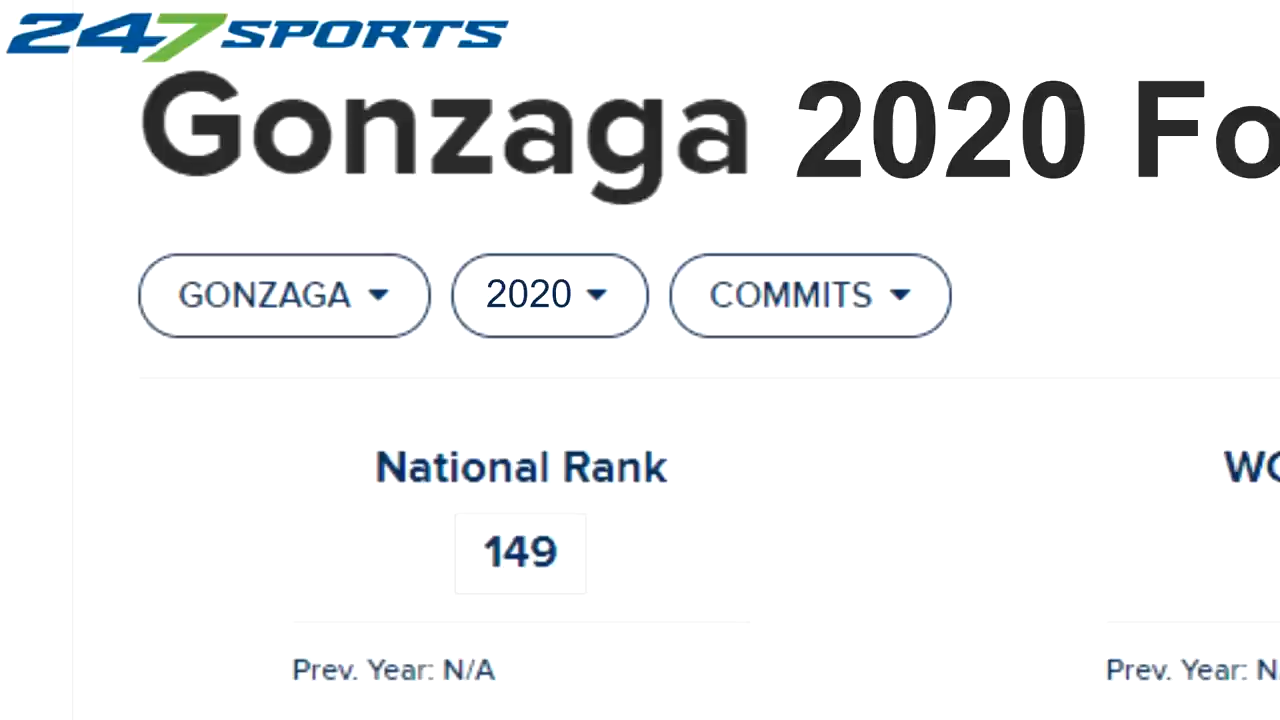 247SPORTS
Gonzaga 2020 Fo
GONZAGA 2020 COMMITS
National Rank
149
Prev. Year: N/A Prev. Year: N